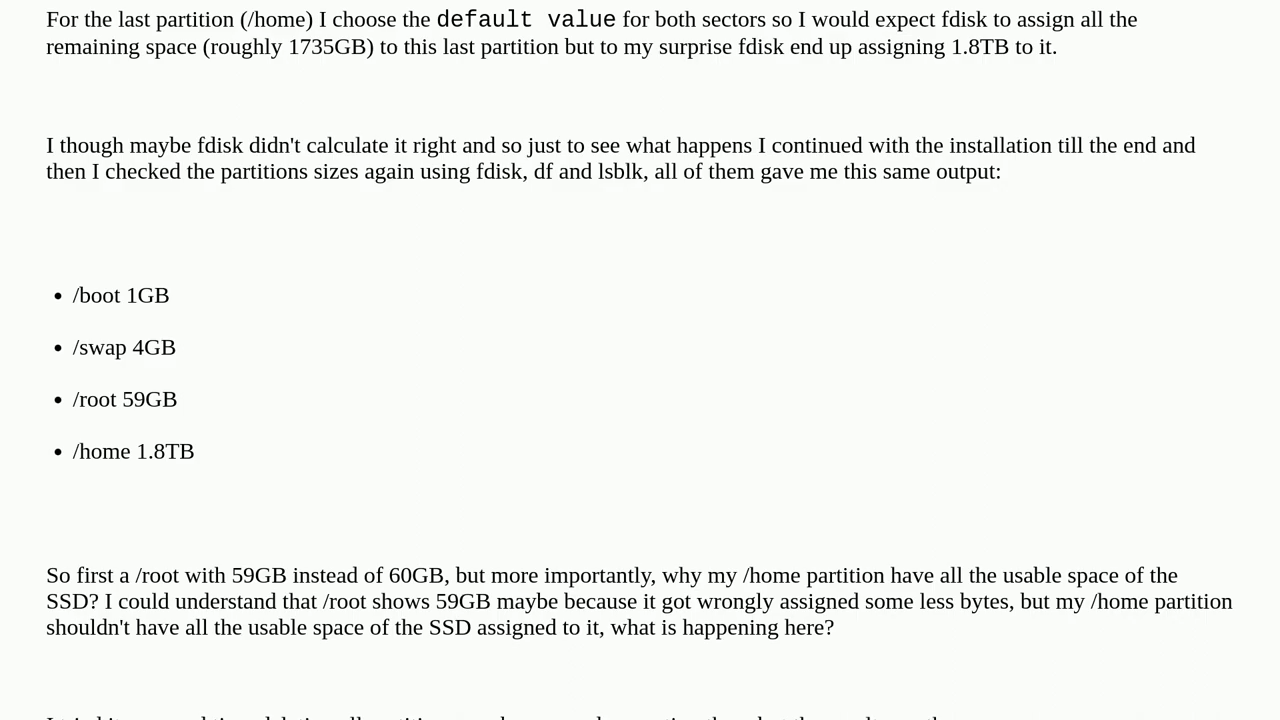 For the last partition (/home) I choose the default value for both sectors so I would expect fdisk to assign all the
remaining space (roughly 1735GB) to this last partition but to my surprise fdisk end up assigning 1.8TB to it.
I though maybe fdisk didn't calculate it right and so just to see what happens I continued with the installation till the end and
then I checked the partitions sizes again using fdisk, df and lsblk, all of them gave me this same output:
• /boot 1GB
• /swap 4GB
• /root 59GB
• /home 1.8TB
So first a /root with 59GB instead of 60GB, but more importantly, why my /home partition have all the usable space of the
SSD? I could understand that /root shows 59GB maybe because it got wrongly assigned some less bytes, but my /home partition
shouldn't have all the usable space of the SSD assigned to it, what is happening here?